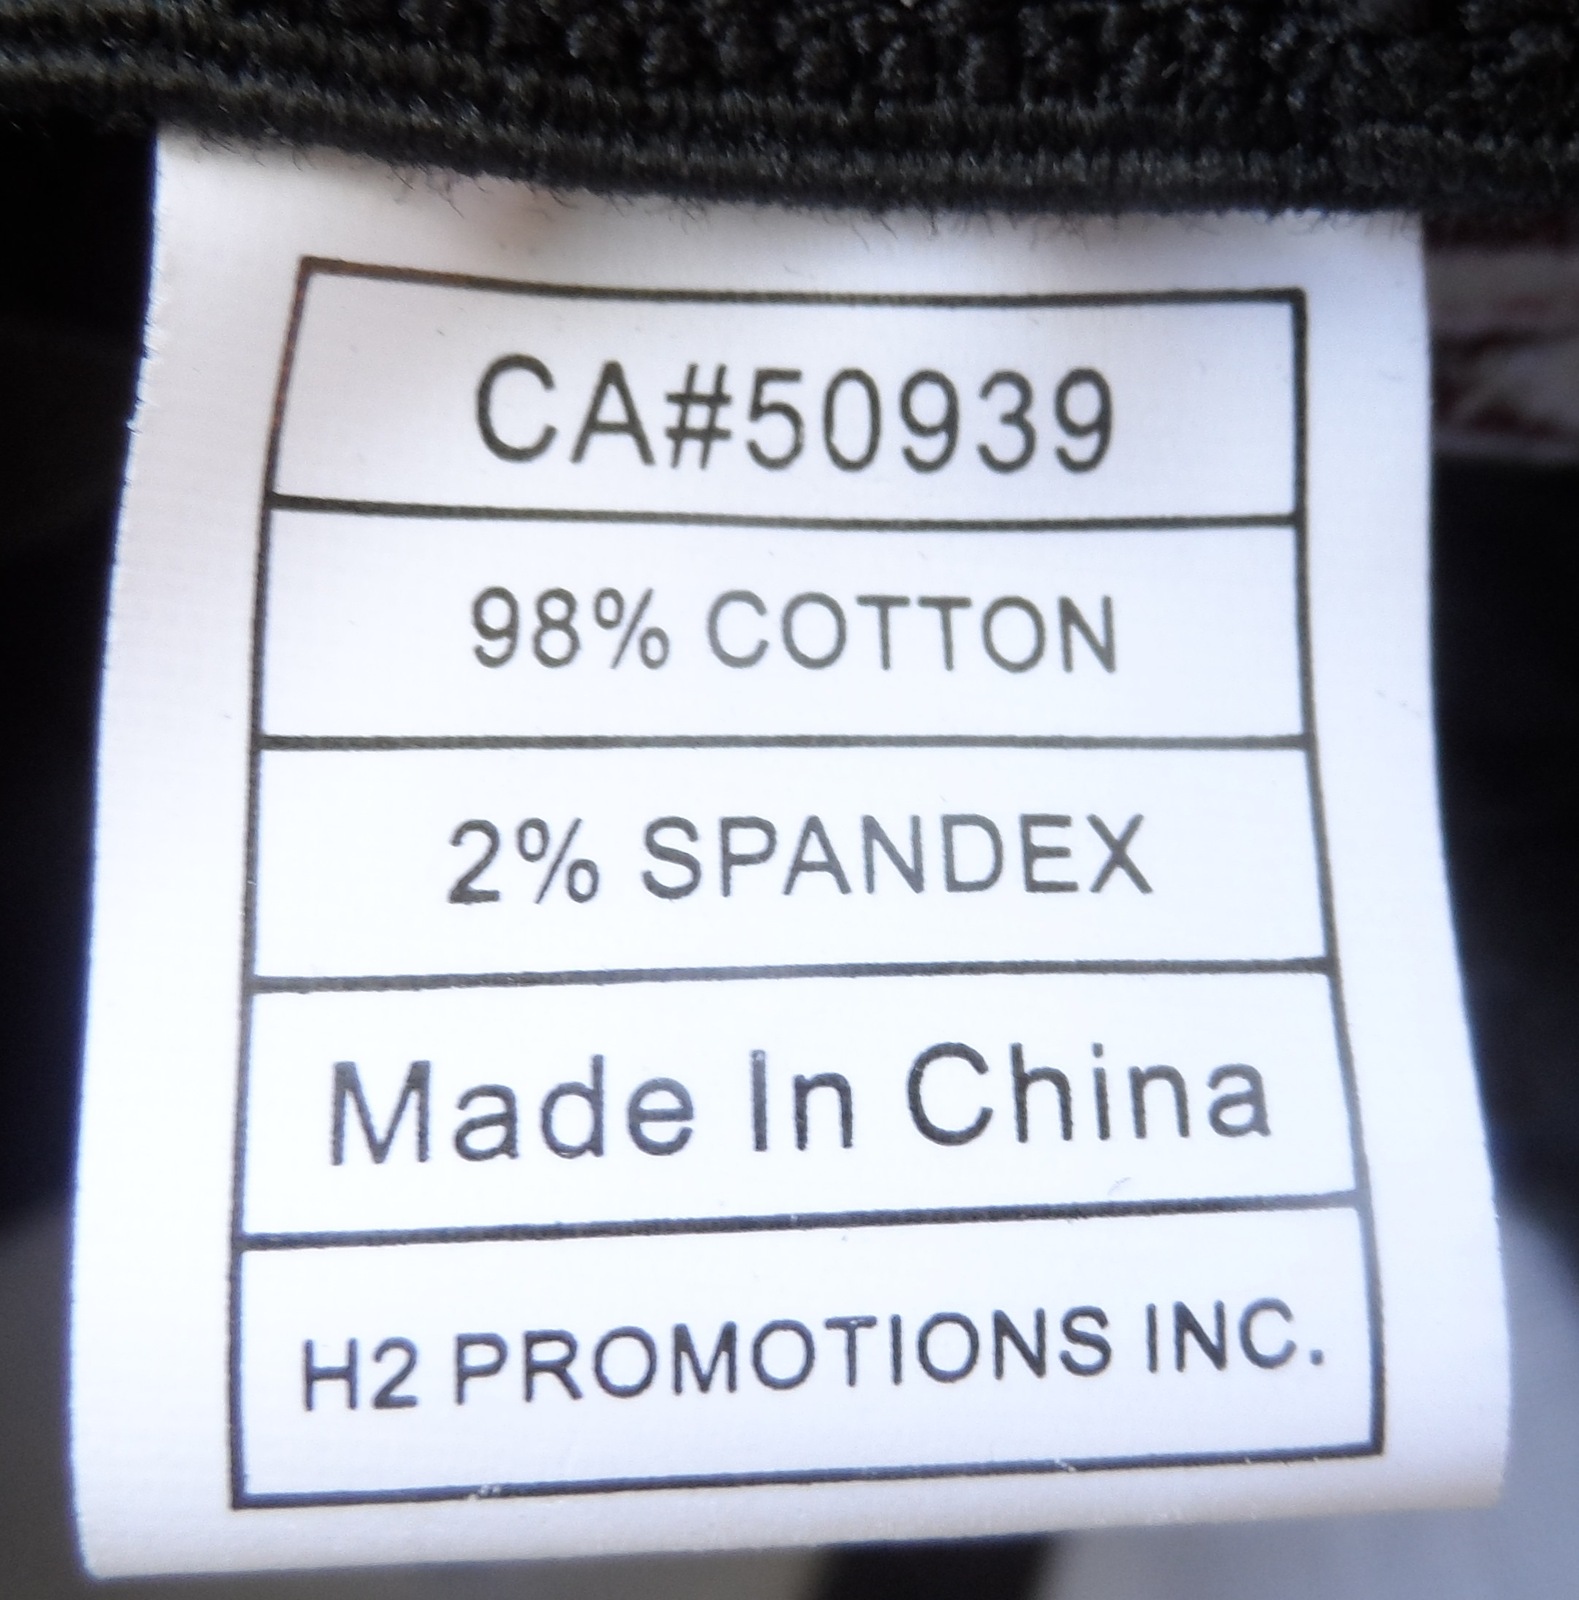 CA#50939
98% COTTON
2% SPANDEX
Made In China
H2 PROMOTIONS INC.